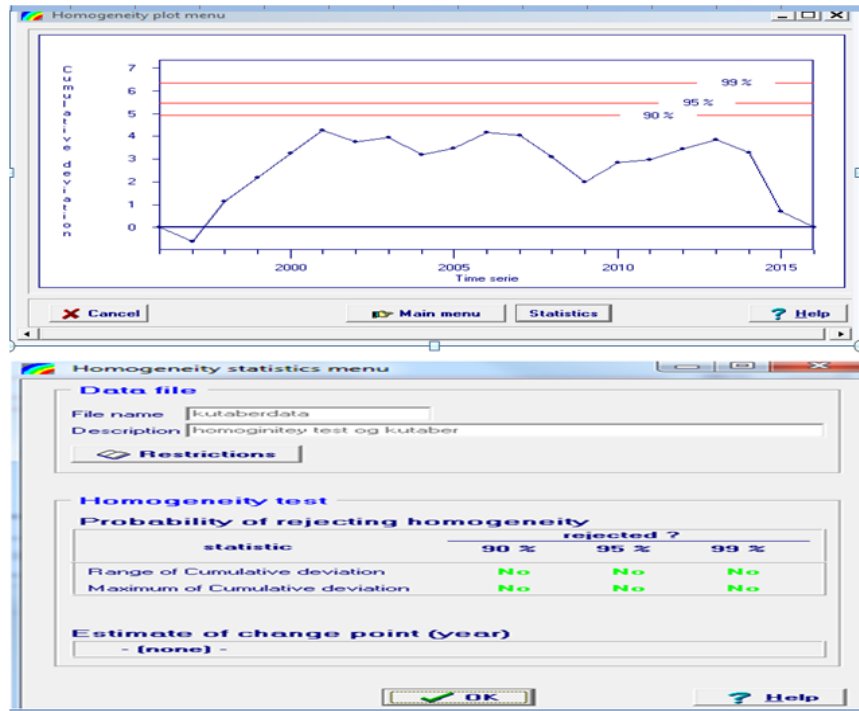 Homogeneity plot menu
Cumulative deviation
7
6
5
4
3
2
1
0
99 %
95 %
90 %
2000 2005 2010 2015
Time serie
Cancel Main menu Statistics Help
Homogeneity statistics menu
Data file
File name kutaberdata
Description homoginitey test og kutaber
Restrictions
Homogeneity test
Probability of rejecting homogeneity
rejected ?
statistic 90 % 95 % 99 %
Range of Cumulative deviation No No No
Maximum of Cumulative deviation No No No
Estimate of change point (year)
- (none) -
OK Help